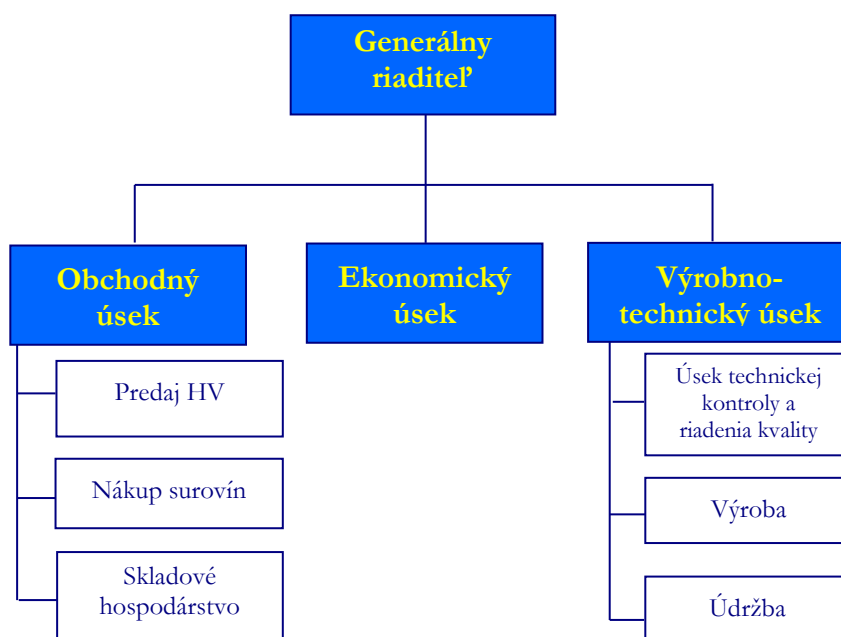 Generálny
riaditeľ
Obchodný
úsek
Ekonomický
úsek
Výrobno-
technický úsek
Predaj HV
Nákup surovín
Skladové
hospodárstvo
Úsek technickej
kontroly a
riadenia kvality
Výroba
Údržba